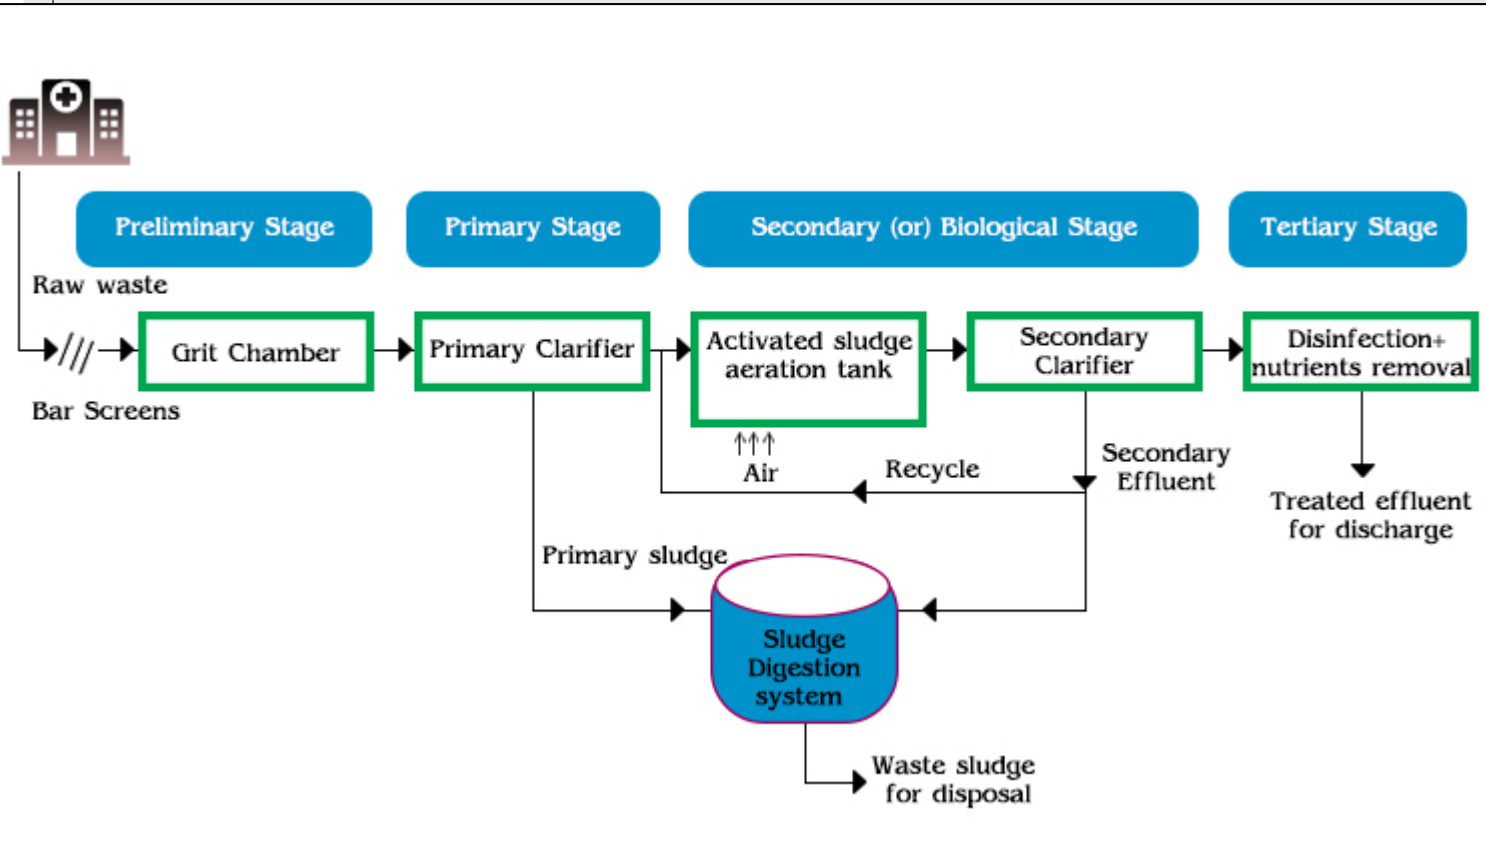 Preliminary Stage
Primary Stage
Secondary (or) Biological Stage
Tertiary Stage
Raw waste
Grit Chamber
Primary Clarifier
Activated sludge
aeration tank
Secondary
Clarifier
Disinfection+
nutrients removal
Bar Screens
Air
Recycle
Secondary
Effluent
Treated effluent
for discharge
Primary sludge
Sludge
Digestion
system
Waste sludge
for disposal